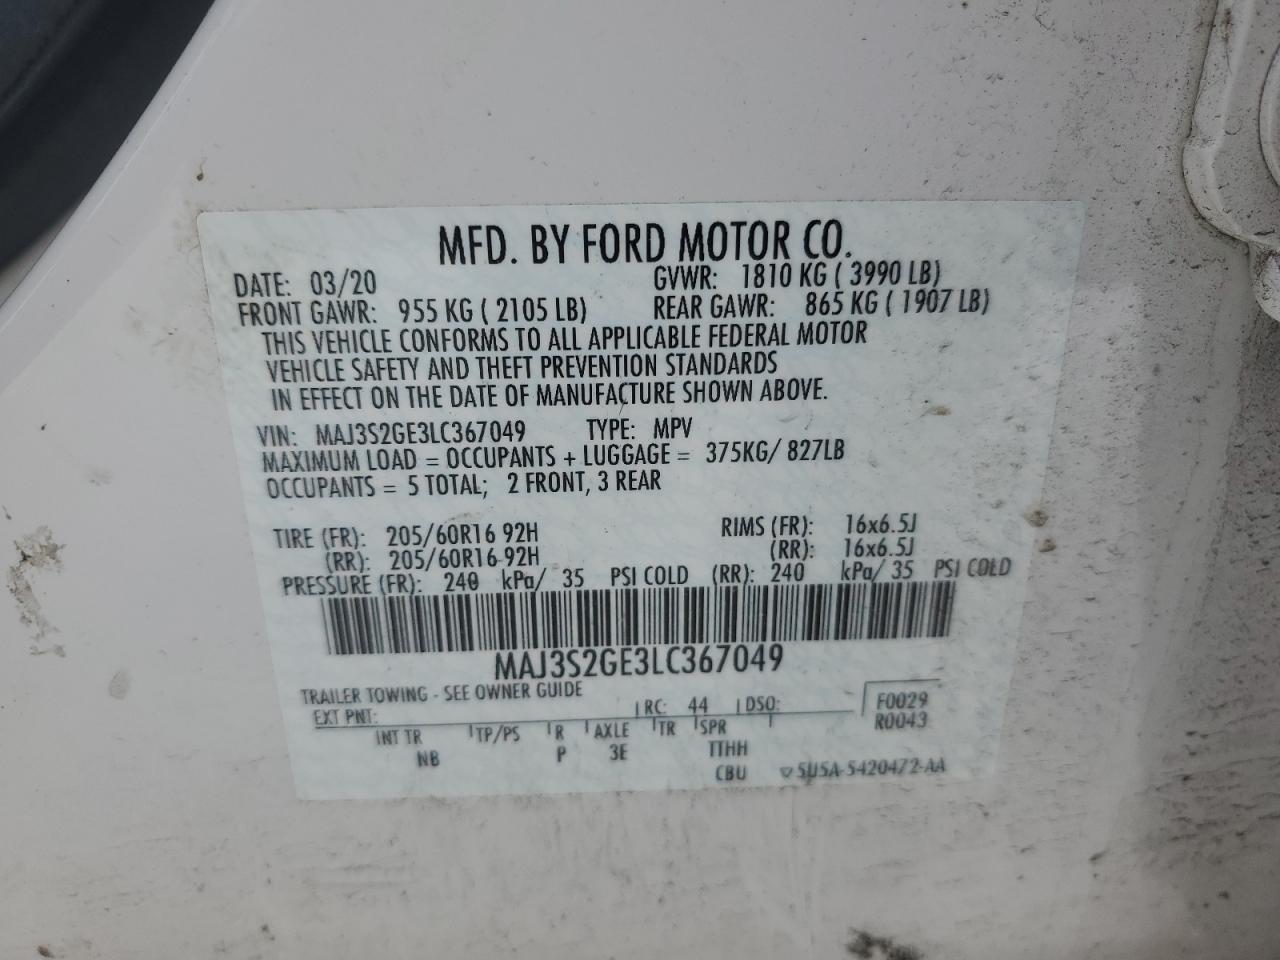 MFD. BY FORD MOTOR CO.
DATE: 03/20 GVWR: 1810 KG ( 3990 LB)
FRONT GAWR: 955 KG ( 2105 LB) REAR GAWR: 865 KG ( 1907 LB)
THIS VEHICLE CONFORMS TO ALL APPLICABLE FEDERAL MOTOR
VEHICLE SAFETY AND THEFT PREVENTION STANDARDS
IN EFFECT ON THE DATE OF MANUFACTURE SHOWN ABOVE.
VIN: MAJ3S2GE3LC367049 TYPE: MPV
MAXIMUM LOAD = OCCUPANTS + LUGGAGE = 375KG/ 827LB
OCCUPANTS = 5 TOTAL; 2 FRONT, 3 REAR
TIRE (FR): 205/60R16 92H RIMS (FR): 16x6.5J
(RR): 205/60R16 92H (RR): 16x6.5J
PRESSURE (FR): 240 kPa/ 35 PSI COLD (RR): 240 kPa/ 35 PSI COLD
MAJ3S2GE3LC367049
TRAILER TOWING - SEE OWNER GUIDE
EXT PNT: RC: 44 DSO: F0029
R0043
INT TR TP/PS R AXLE TR SPR
NB P 3E TTHH
CBU ▽ 5U5A-5420472-AA